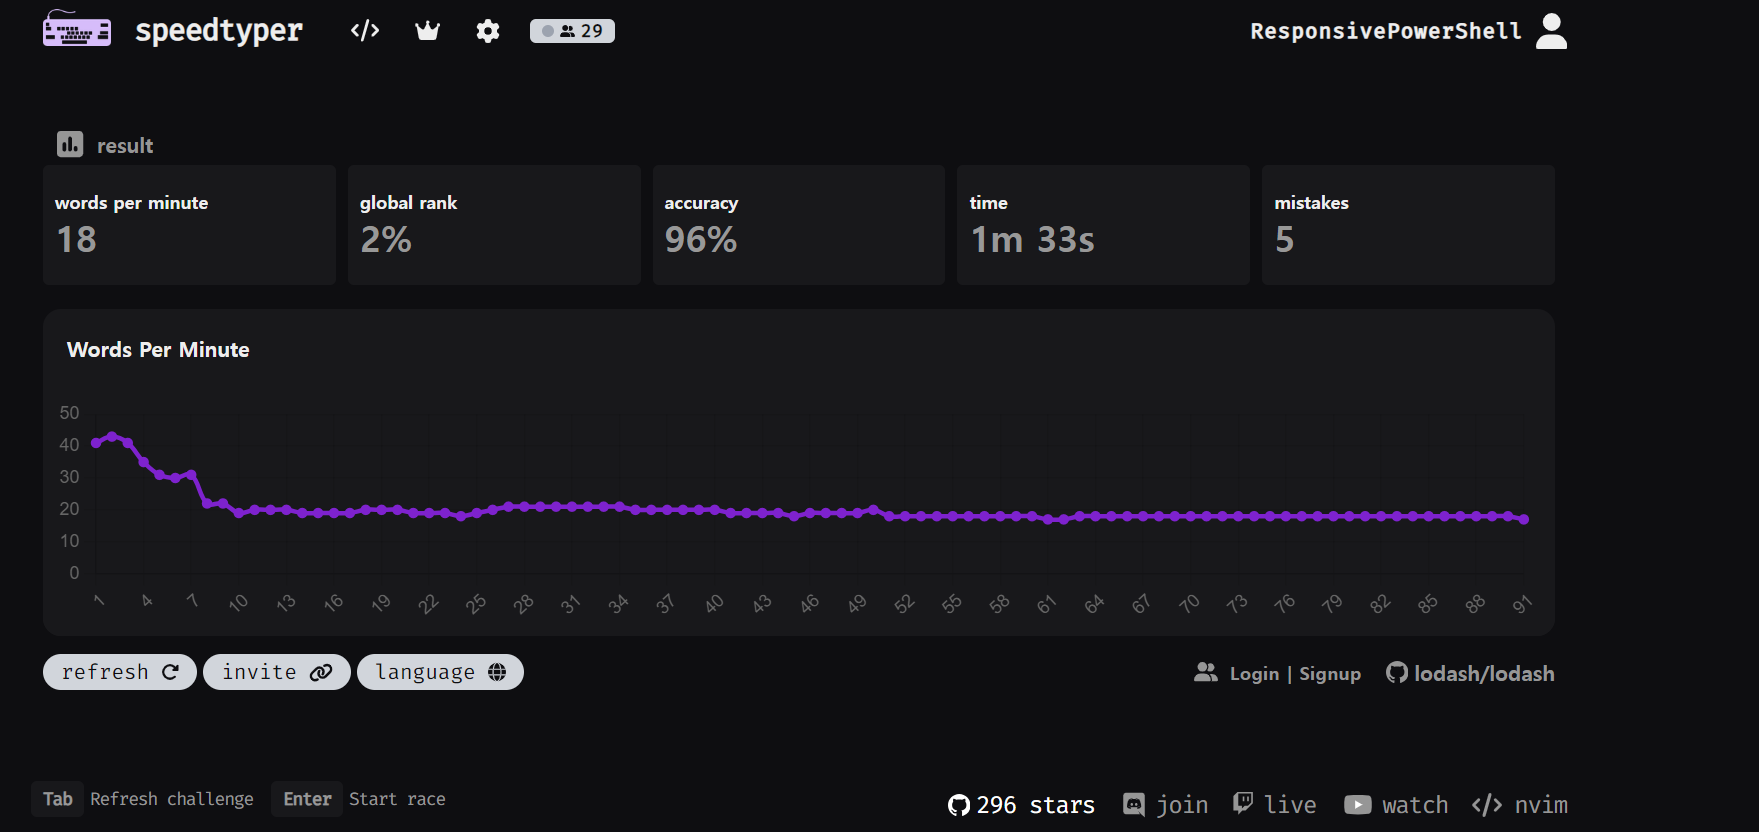 speedtyper
29
ResponsivePowerShell
result
words per minute
18
global rank
2%
accuracy
96%
time
1m 33s
mistakes
5
Words Per Minute
50
40
30
20
10
0
1 4 7 10 13 16 19 22 25 28 31 34 37 40 43 46 49 52 55 58 61 64 67 70 73 76 79 82 85 88 91
refresh invite language
Login | Signup lodash/lodash
Tab Refresh challenge Enter Start race
296 stars join live watch nvim